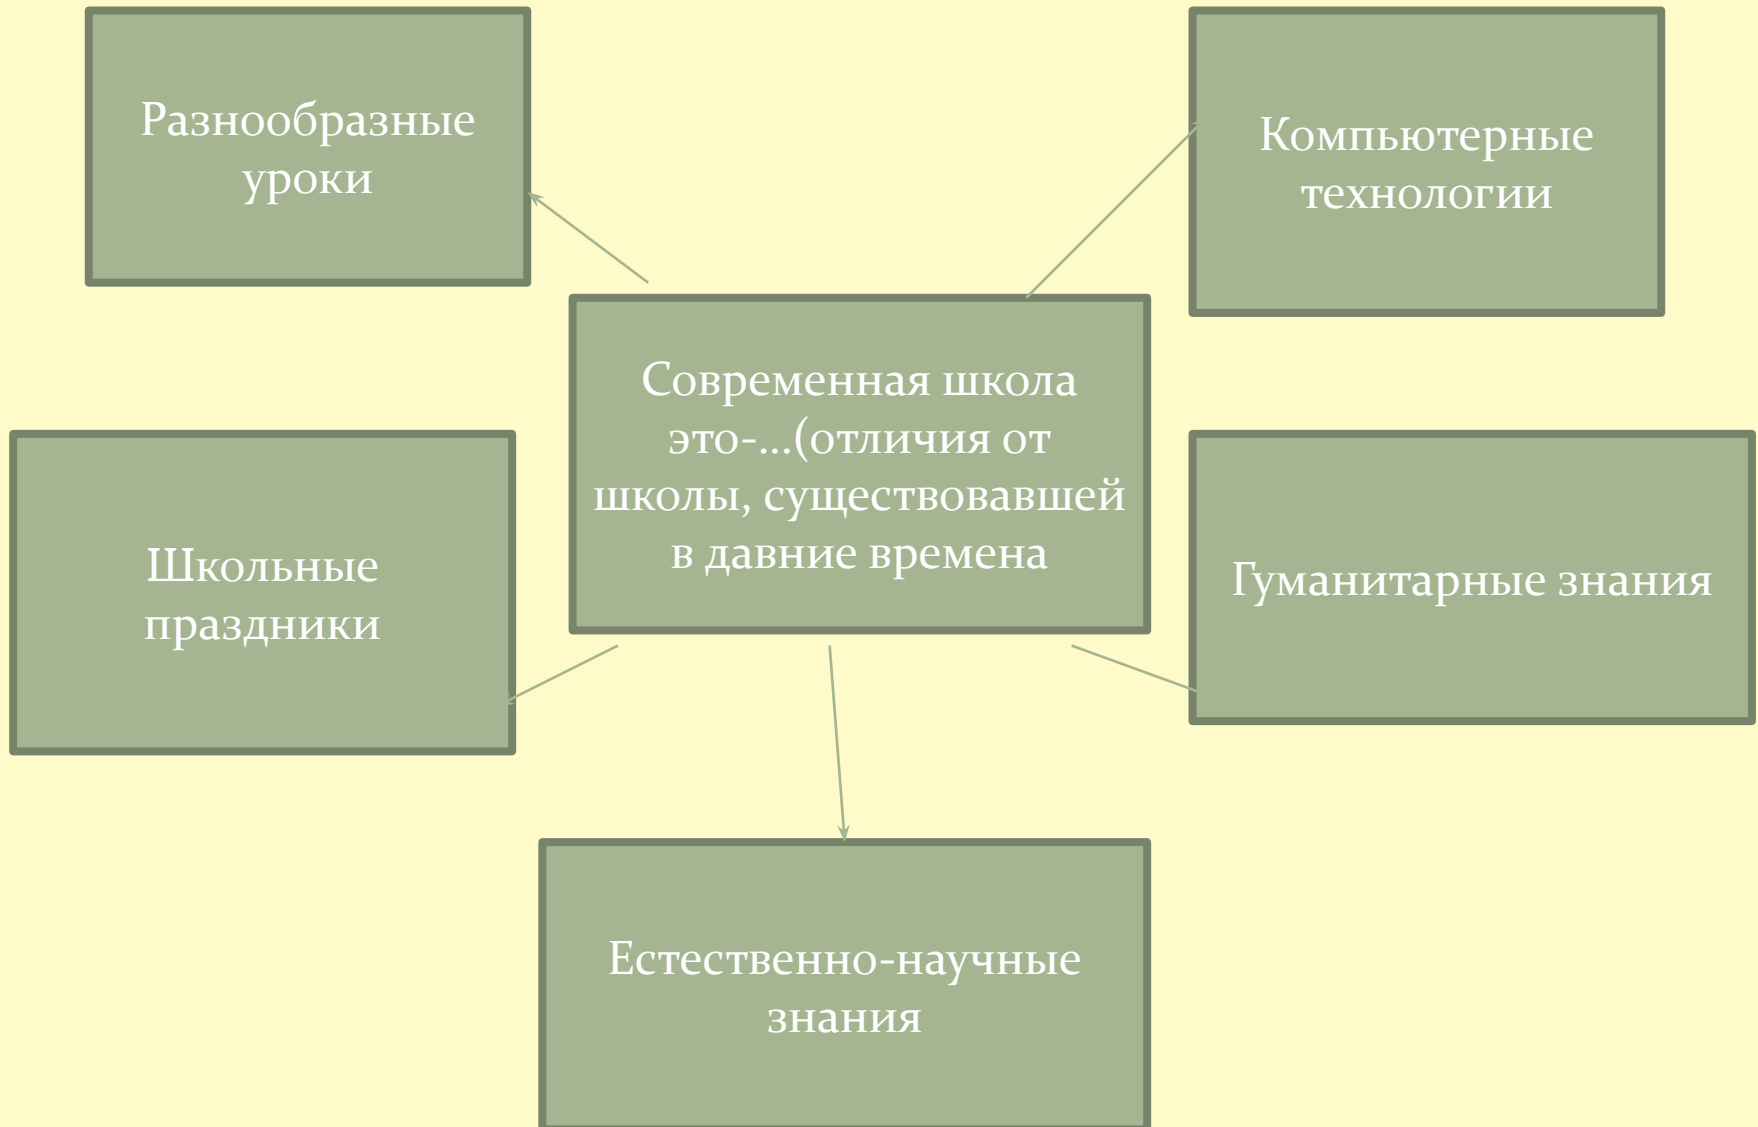 Разнообразные
уроки
Компьютерные
технологии
Современная школа
это-...(отличия от
школы, существовавшей
в давние времена
Школьные
праздники
Гуманитарные знания
Естественно-научные
знания